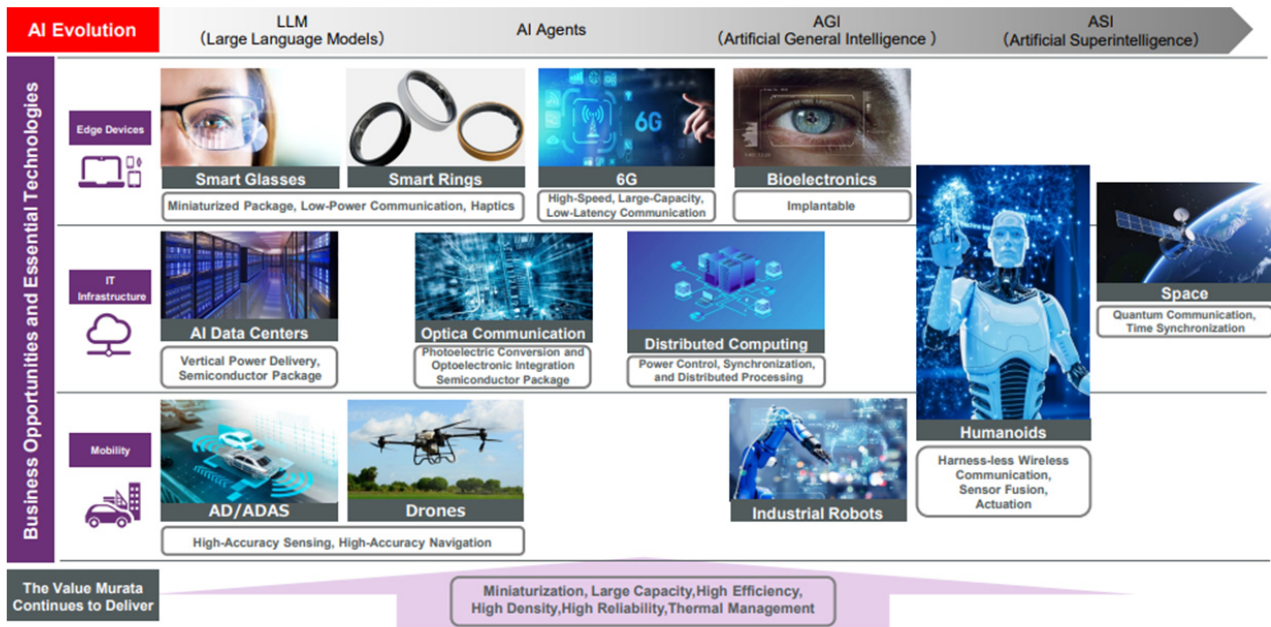 AI Evolution
LLM
(Large Language Models)
AI Agents
AGI
(Artificial General Intelligence )
ASI
(Artificial Superintelligence)
Business Opportunities and Essential Technologies
Edge Devices
Smart Glasses
Smart Rings
Miniaturized Package, Low-Power Communication, Haptics
6G
6G
High-Speed, Large-Capacity,
Low-Latency Communication
Bioelectronics
Implantable
IT
Infrastructure
AI Data Centers
Vertical Power Delivery,
Semiconductor Package
Optica Communication
Photoelectric Conversion and
Optoelectronic Integration
Semiconductor Package
Distributed Computing
Power Control, Synchronization,
and Distributed Processing
Humanoids
Harness-less Wireless
Communication,
Sensor Fusion,
Actuation
Space
Quantum Communication,
Time Synchronization
Mobility
AD/ADAS
Drones
High-Accuracy Sensing, High-Accuracy Navigation
Industrial Robots
The Value Murata
Continues to Deliver
Miniaturization, Large Capacity,High Efficiency,
High Density,High Reliability,Thermal Management